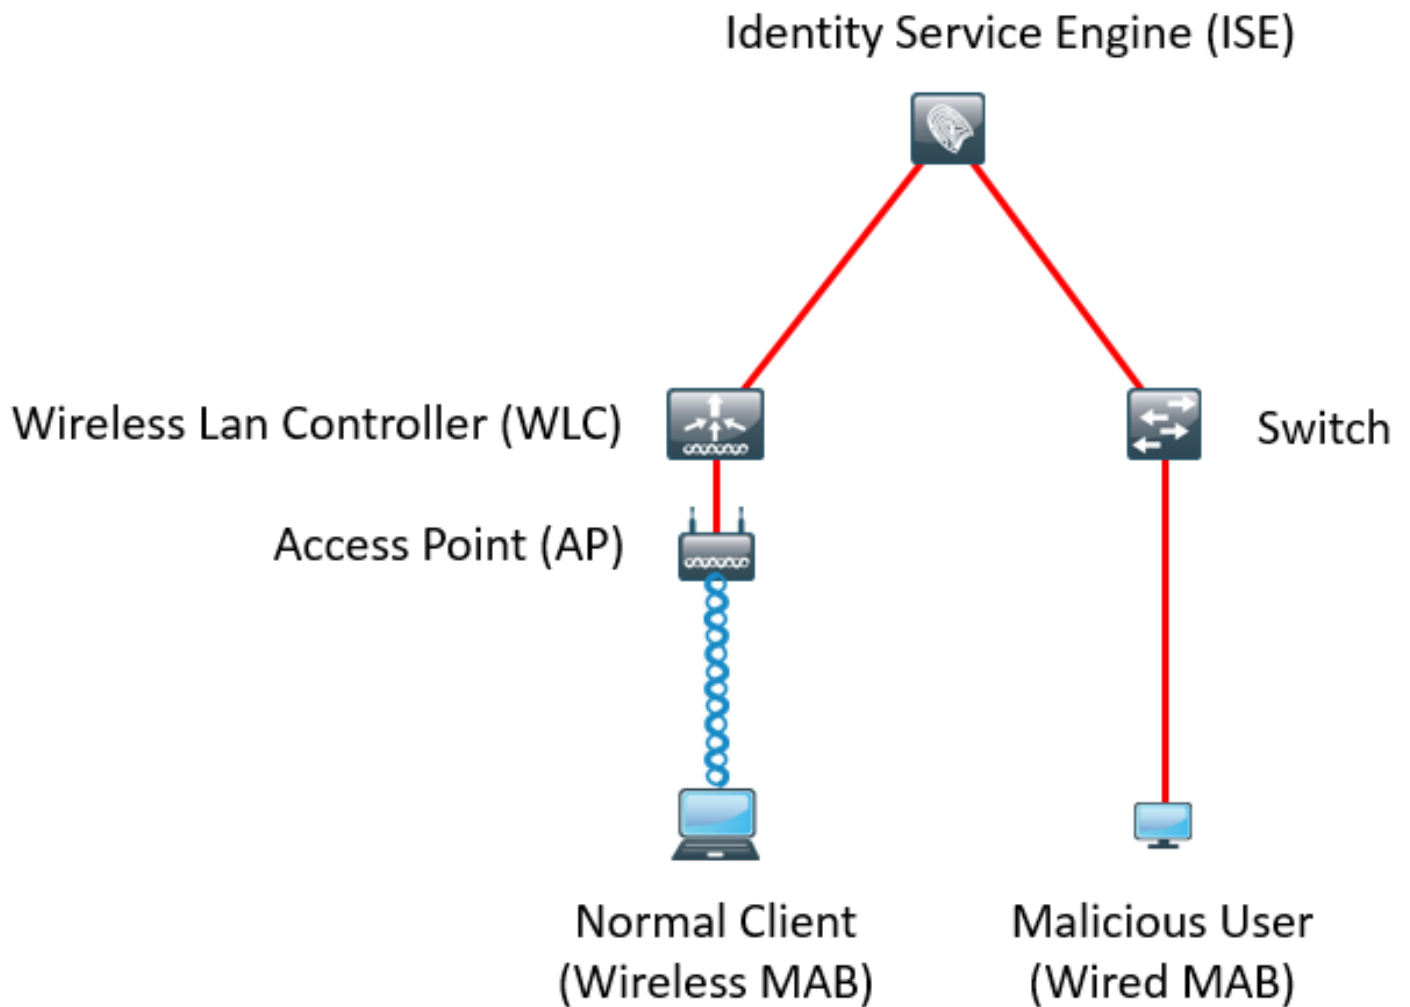 Identity Service Engine (ISE)
Wireless Lan Controller (WLC)
Switch
Access Point (AP)
Normal Client
(Wireless MAB)
Malicious User
(Wired MAB)